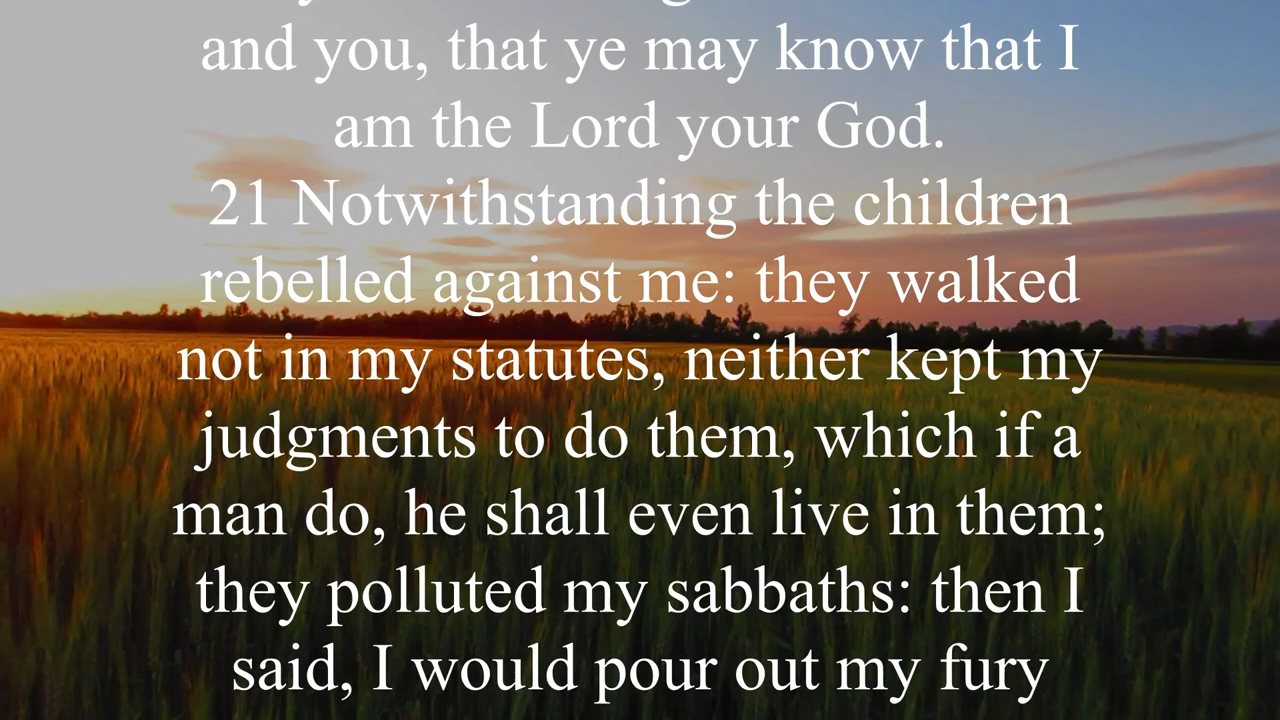 and you, that ye may know that I
am the Lord your God.
21 Notwithstanding the children
rebelled against me: they walked
not in my statutes, neither kept my
judgments to do them, which if a
man do, he shall even live in them;
they polluted my sabbaths: then I
said, I would pour out my fury